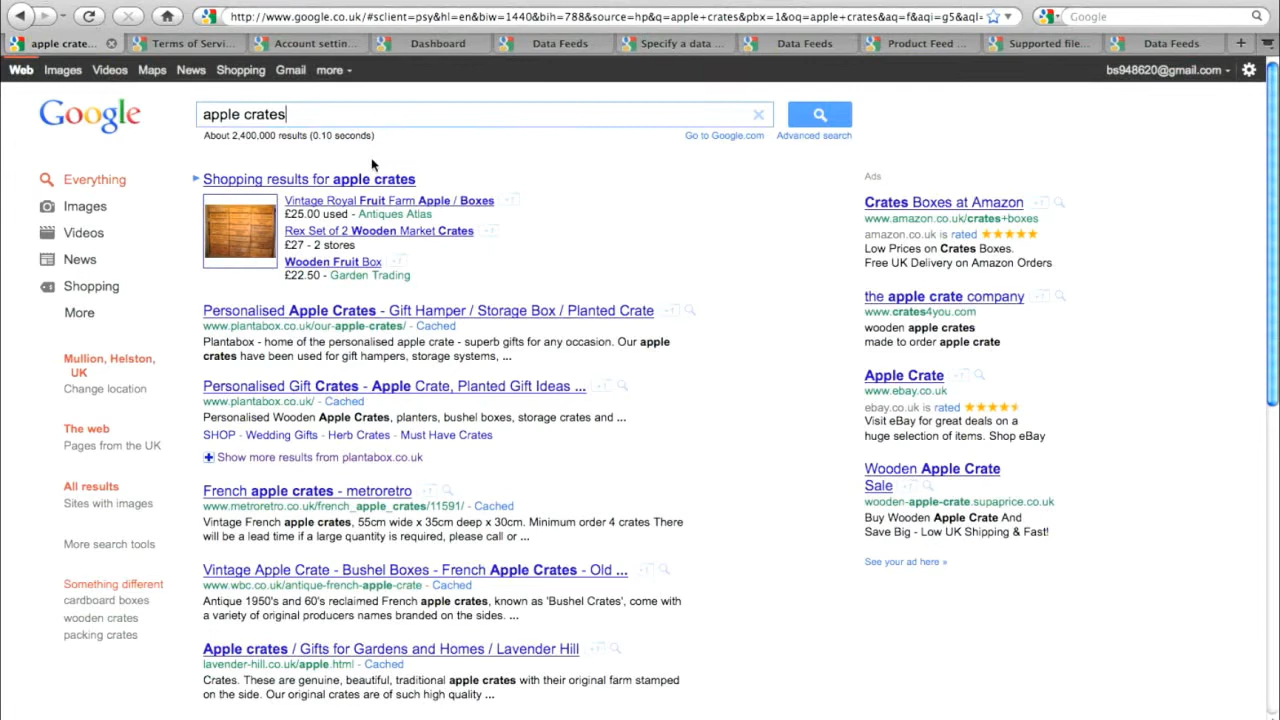 http://www.google.co.uk/#sclient=psy&hl=en&biw=1440&bih=788&source=hp&q=apple+crates&pbx=1&oq=apple+crates&aq=f&aqi=g5&aql=
Google
apple crate...
Terms of Servi...
Account settin...
Dashboard
Data Feeds
Specify a data ...
Data Feeds
Product Feed ...
Supported file...
Data Feeds
Web Images Videos Maps News Shopping Gmail more
bs948620@gmail.com
Google
apple crates
About 2,400,000 results (0.10 seconds)
Go to Google.com Advanced search
Everything
Images
Videos
News
Shopping
More
Mullion, Helston,
UK
Change location
The web
Pages from the UK
All results
Sites with images
More search tools
Something different
cardboard boxes
wooden crates
packing crates
Shopping results for apple crates
Vintage Royal Fruit Farm Apple / Boxes
£25.00 used - Antiques Atlas
Rex Set of 2 Wooden Market Crates
£27 - 2 stores
Wooden Fruit Box
£22.50 - Garden Trading
Personalised Apple Crates - Gift Hamper / Storage Box / Planted Crate
www.plantabox.co.uk/our-apple-crates/ - Cached
Plantabox - home of the personalised apple crate - superb gifts for any occasion. Our apple
crates have been used for gift hampers, storage systems, ...
Personalised Gift Crates - Apple Crate, Planted Gift Ideas ...
www.plantabox.co.uk/ - Cached
Personalised Wooden Apple Crates, planters, bushel boxes, storage crates and ...
SHOP - Wedding Gifts - Herb Crates - Must Have Crates
Show more results from plantabox.co.uk
French apple crates - metroretro
www.metroretro.co.uk/french_apple_crates/11591/ - Cached
Vintage French apple crates, 55cm wide x 35cm deep x 30cm. Minimum order 4 crates There
will be a lead time if a large quantity is required, please call or ...
Vintage Apple Crate - Bushel Boxes - French Apple Crates - Old ...
www.wbc.co.uk/antique-french-apple-crate - Cached
Antique 1950's and 60's reclaimed French apple crates, known as 'Bushel Crates', come with
a variety of original producers names branded on the sides. ...
Apple crates / Gifts for Gardens and Homes / Lavender Hill
lavender-hill.co.uk/apple.html - Cached
Crates. These are genuine, beautiful, traditional apple crates with their original farm stamped
on the side. Our original crates are of such high quality ...
Ads
Crates Boxes at Amazon
www.amazon.co.uk/crates+boxes
amazon.co.uk is rated
Low Prices on Crates Boxes.
Free UK Delivery on Amazon Orders
the apple crate company
www.crates4you.com
wooden apple crates
made to order apple crate
Apple Crate
www.ebay.co.uk
ebay.co.uk is rated
Visit eBay for great deals on a
huge selection of items. Shop eBay
Wooden Apple Crate
Sale
wooden-apple-crate.supaprice.co.uk
Buy Wooden Apple Crate And
Save Big - Low UK Shipping & Fast!
See your ad here »